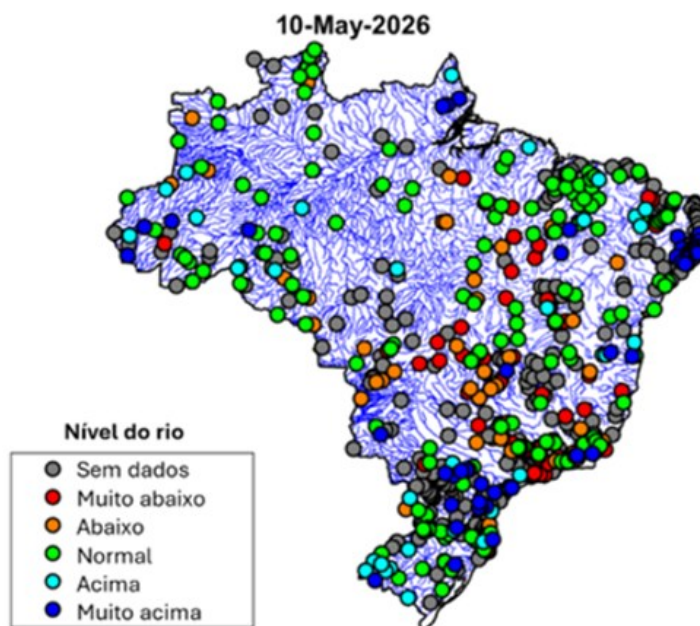 10-May-2026
Nível do rio
Sem dados
Muito abaixo
Abaixo
Normal
Acima
Muito acima